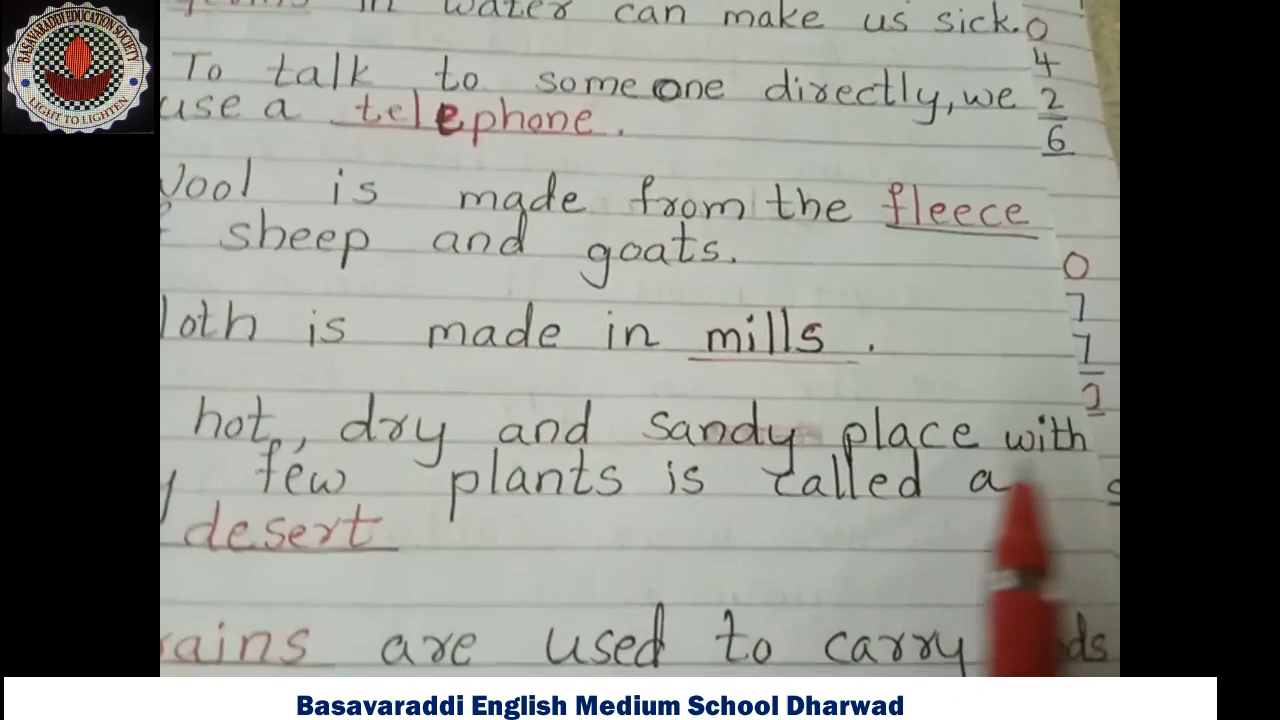 BASAVARADDI EDUCATION SOCIETY
LIGHT TO LIGHTEN
in water can make us sick.
To talk to someone directly, we
use a telephone.
is made from the fleece
sheep and goats.
is made in mills.
hot, dry and sandy place with
few plants is called a
desert
are used to carry
0
4
2
6
0
7
7
Basavaraddi English Medium School Dharwad